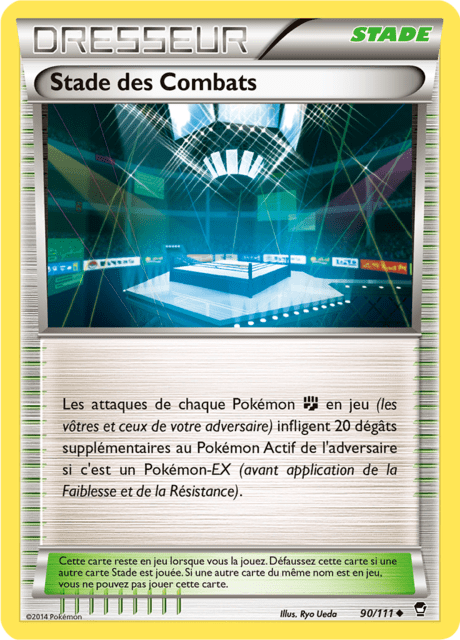 DRESSEUR
STADE
Stade des Combats
Les attaques de chaque Pokémon en jeu (les
vôtres et ceux de votre adversaire) infligent 20 dégâts
supplémentaires au Pokémon Actif de l'adversaire
si c'est un Pokémon-EX (avant application de la
Faiblesse et de la Résistance).
Cette carte reste en jeu lorsque vous la jouez. Défaussez cette carte si une
autre carte Stade est jouée. Si une autre carte du même nom est en jeu,
vous ne pouvez pas jouer cette carte.
©2014 Pokémon
Illus. Ryo Ueda
90/111